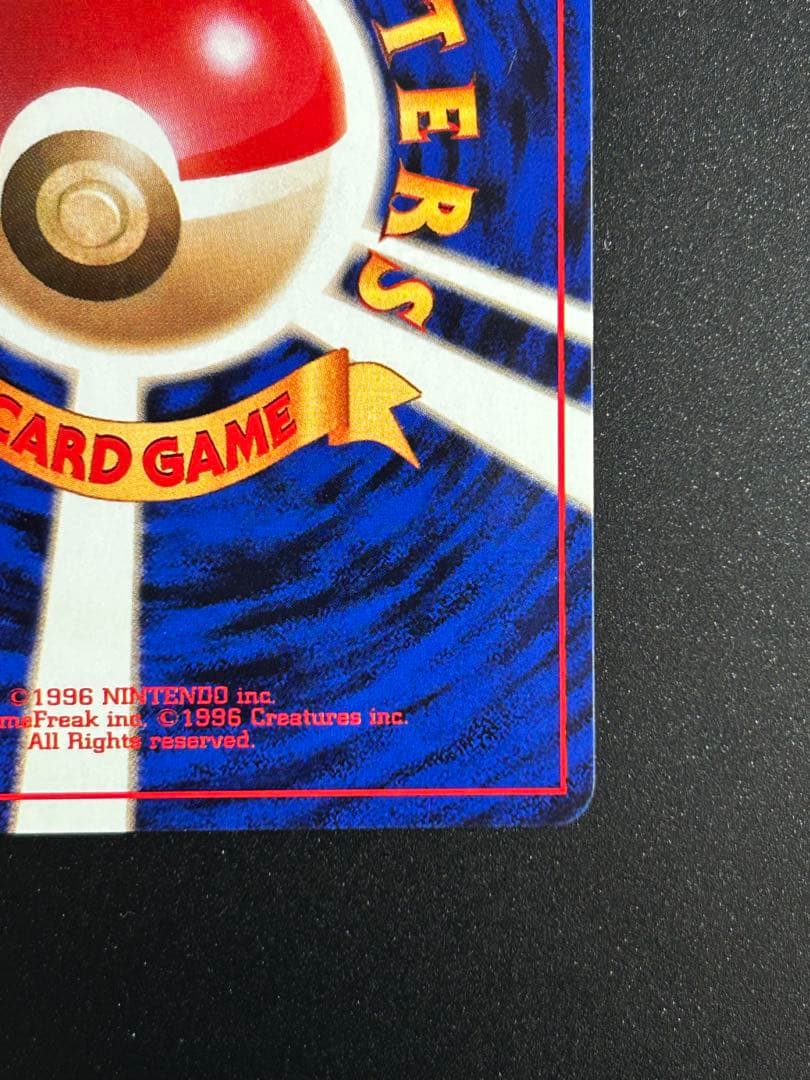 TERS
CARD GAME
©1996 NINTENDO inc.
meFreak inc. ©1996 Creatures inc.
All Rights reserved.